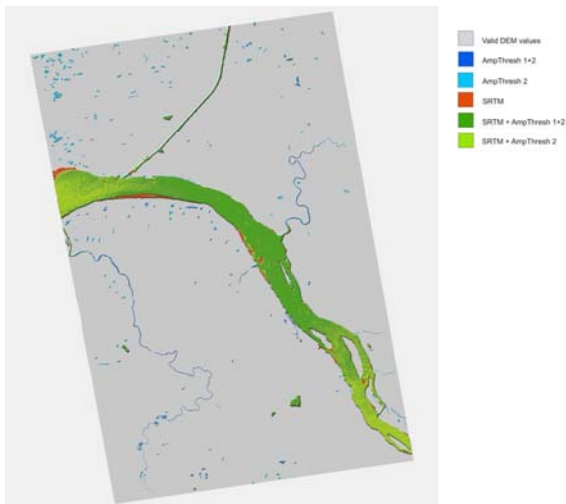 Valid DEM values
AmpThresh 1+2
AmpThresh 2
SRTM
SRTM + AmpThresh 1+2
SRTM + AmpThresh 2